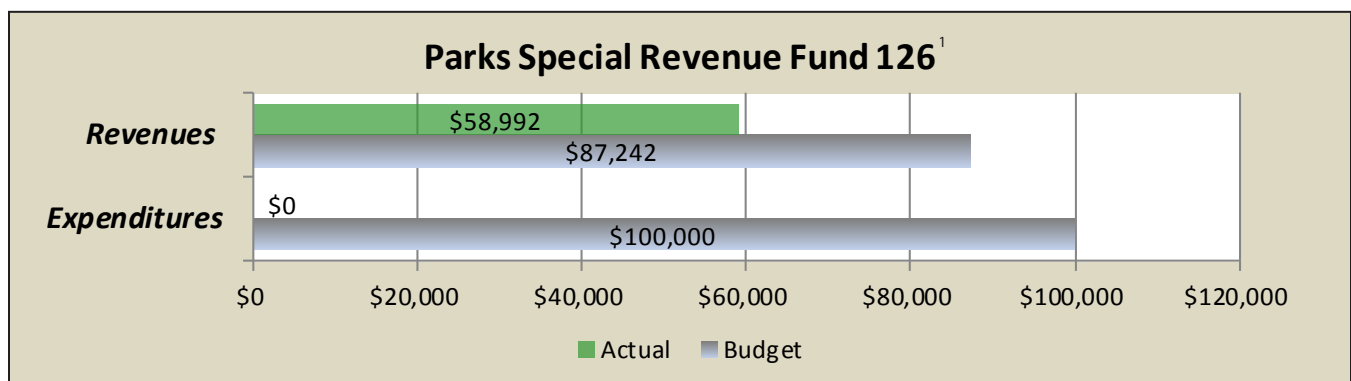 Parks Special Revenue Fund 126¹
Revenues
$58,992
$87,242
Expenditures
$0
$100,000
$0 $20,000 $40,000 $60,000 $80,000 $100,000 $120,000
Actual Budget